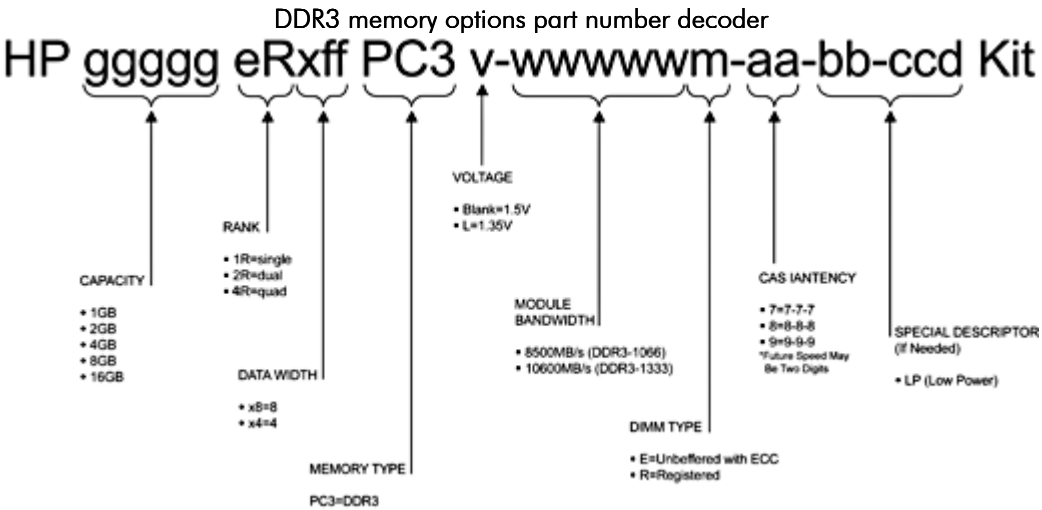 DDR3 memory options part number decoder
HP ggggg eRxff PC3 v-wwwwwm-aa-bb-ccd Kit
VOLTAGE
▪ Blank=1.5V
▪ L=1.35V
RANK
▪ 1R=single
▪ 2R=dual
▪ 4R=quad
CAPACITY
+ 1GB
+ 2GB
+ 4GB
+ 8GB
+ 16GB
CAS IANTENCY
▪ 7=7-7-7
▪ 8=8-8-8
▪ 9=9-9-9
*Future Speed May
Be Two Digits
MODULE
BANDWIDTH
▪ 8500MB/s (DDR3-1066)
▪ 10600MB/s (DDR3-1333)
SPECIAL DESCRIPTOR
(If Needed)
▪ LP (Low Power)
DATA WIDTH
+ x8=8
+ x4=4
DIMM TYPE
▪ E=Unbeffered with ECC
▪ R=Registered
MEMORY TYPE
PC3=DDR3